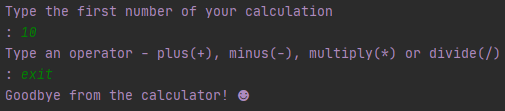 Type the first number of your calculation
: 10
Type an operator - plus(+), minus(-), multiply(*) or divide(/)
: exit
Goodbye from the calculator! ☻